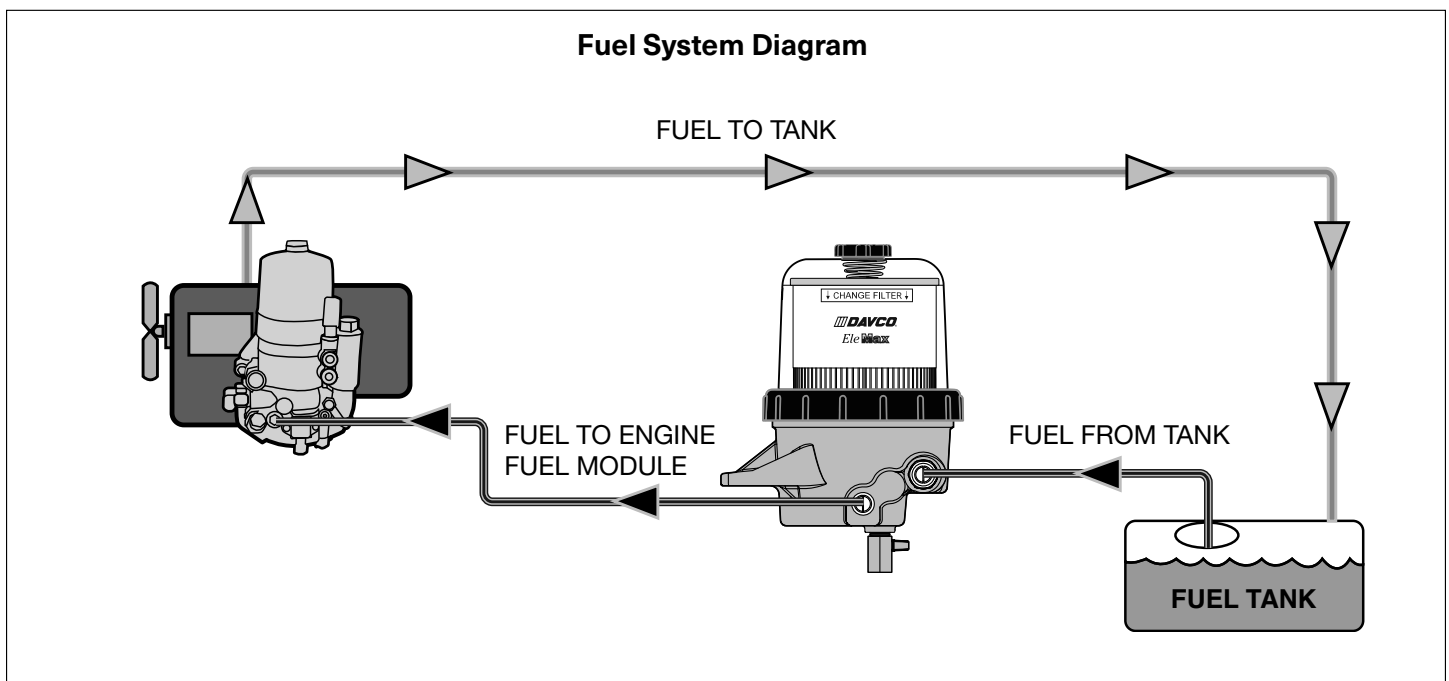 Fuel System Diagram
FUEL TO TANK
↓ CHANGE FILTER ↓
DAVCO
EleMax
FUEL TO ENGINE
FUEL MODULE
FUEL FROM TANK
FUEL TANK